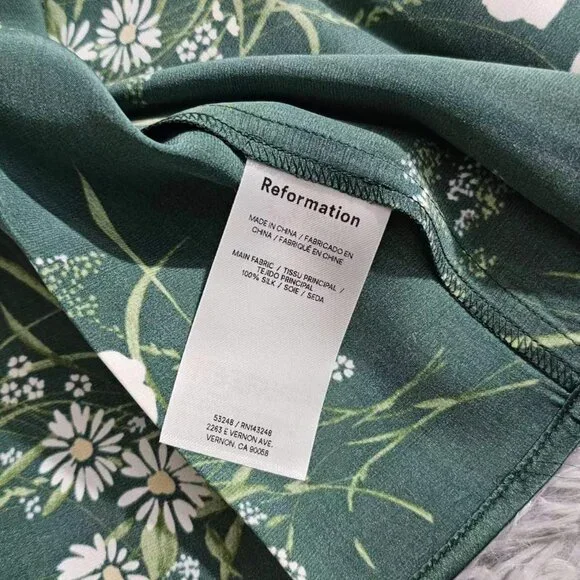 Reformation
MADE IN CHINA / FABRICADO EN
CHINA / FABRIQUÉ EN CHINE
MAIN FABRIC / TISSU PRINCIPAL /
TEJIDO PRINCIPAL
100% SILK / SOIE / SEDA
53248 / RN143248
2263 E VERNON AVE.
VERNON, CA 90058